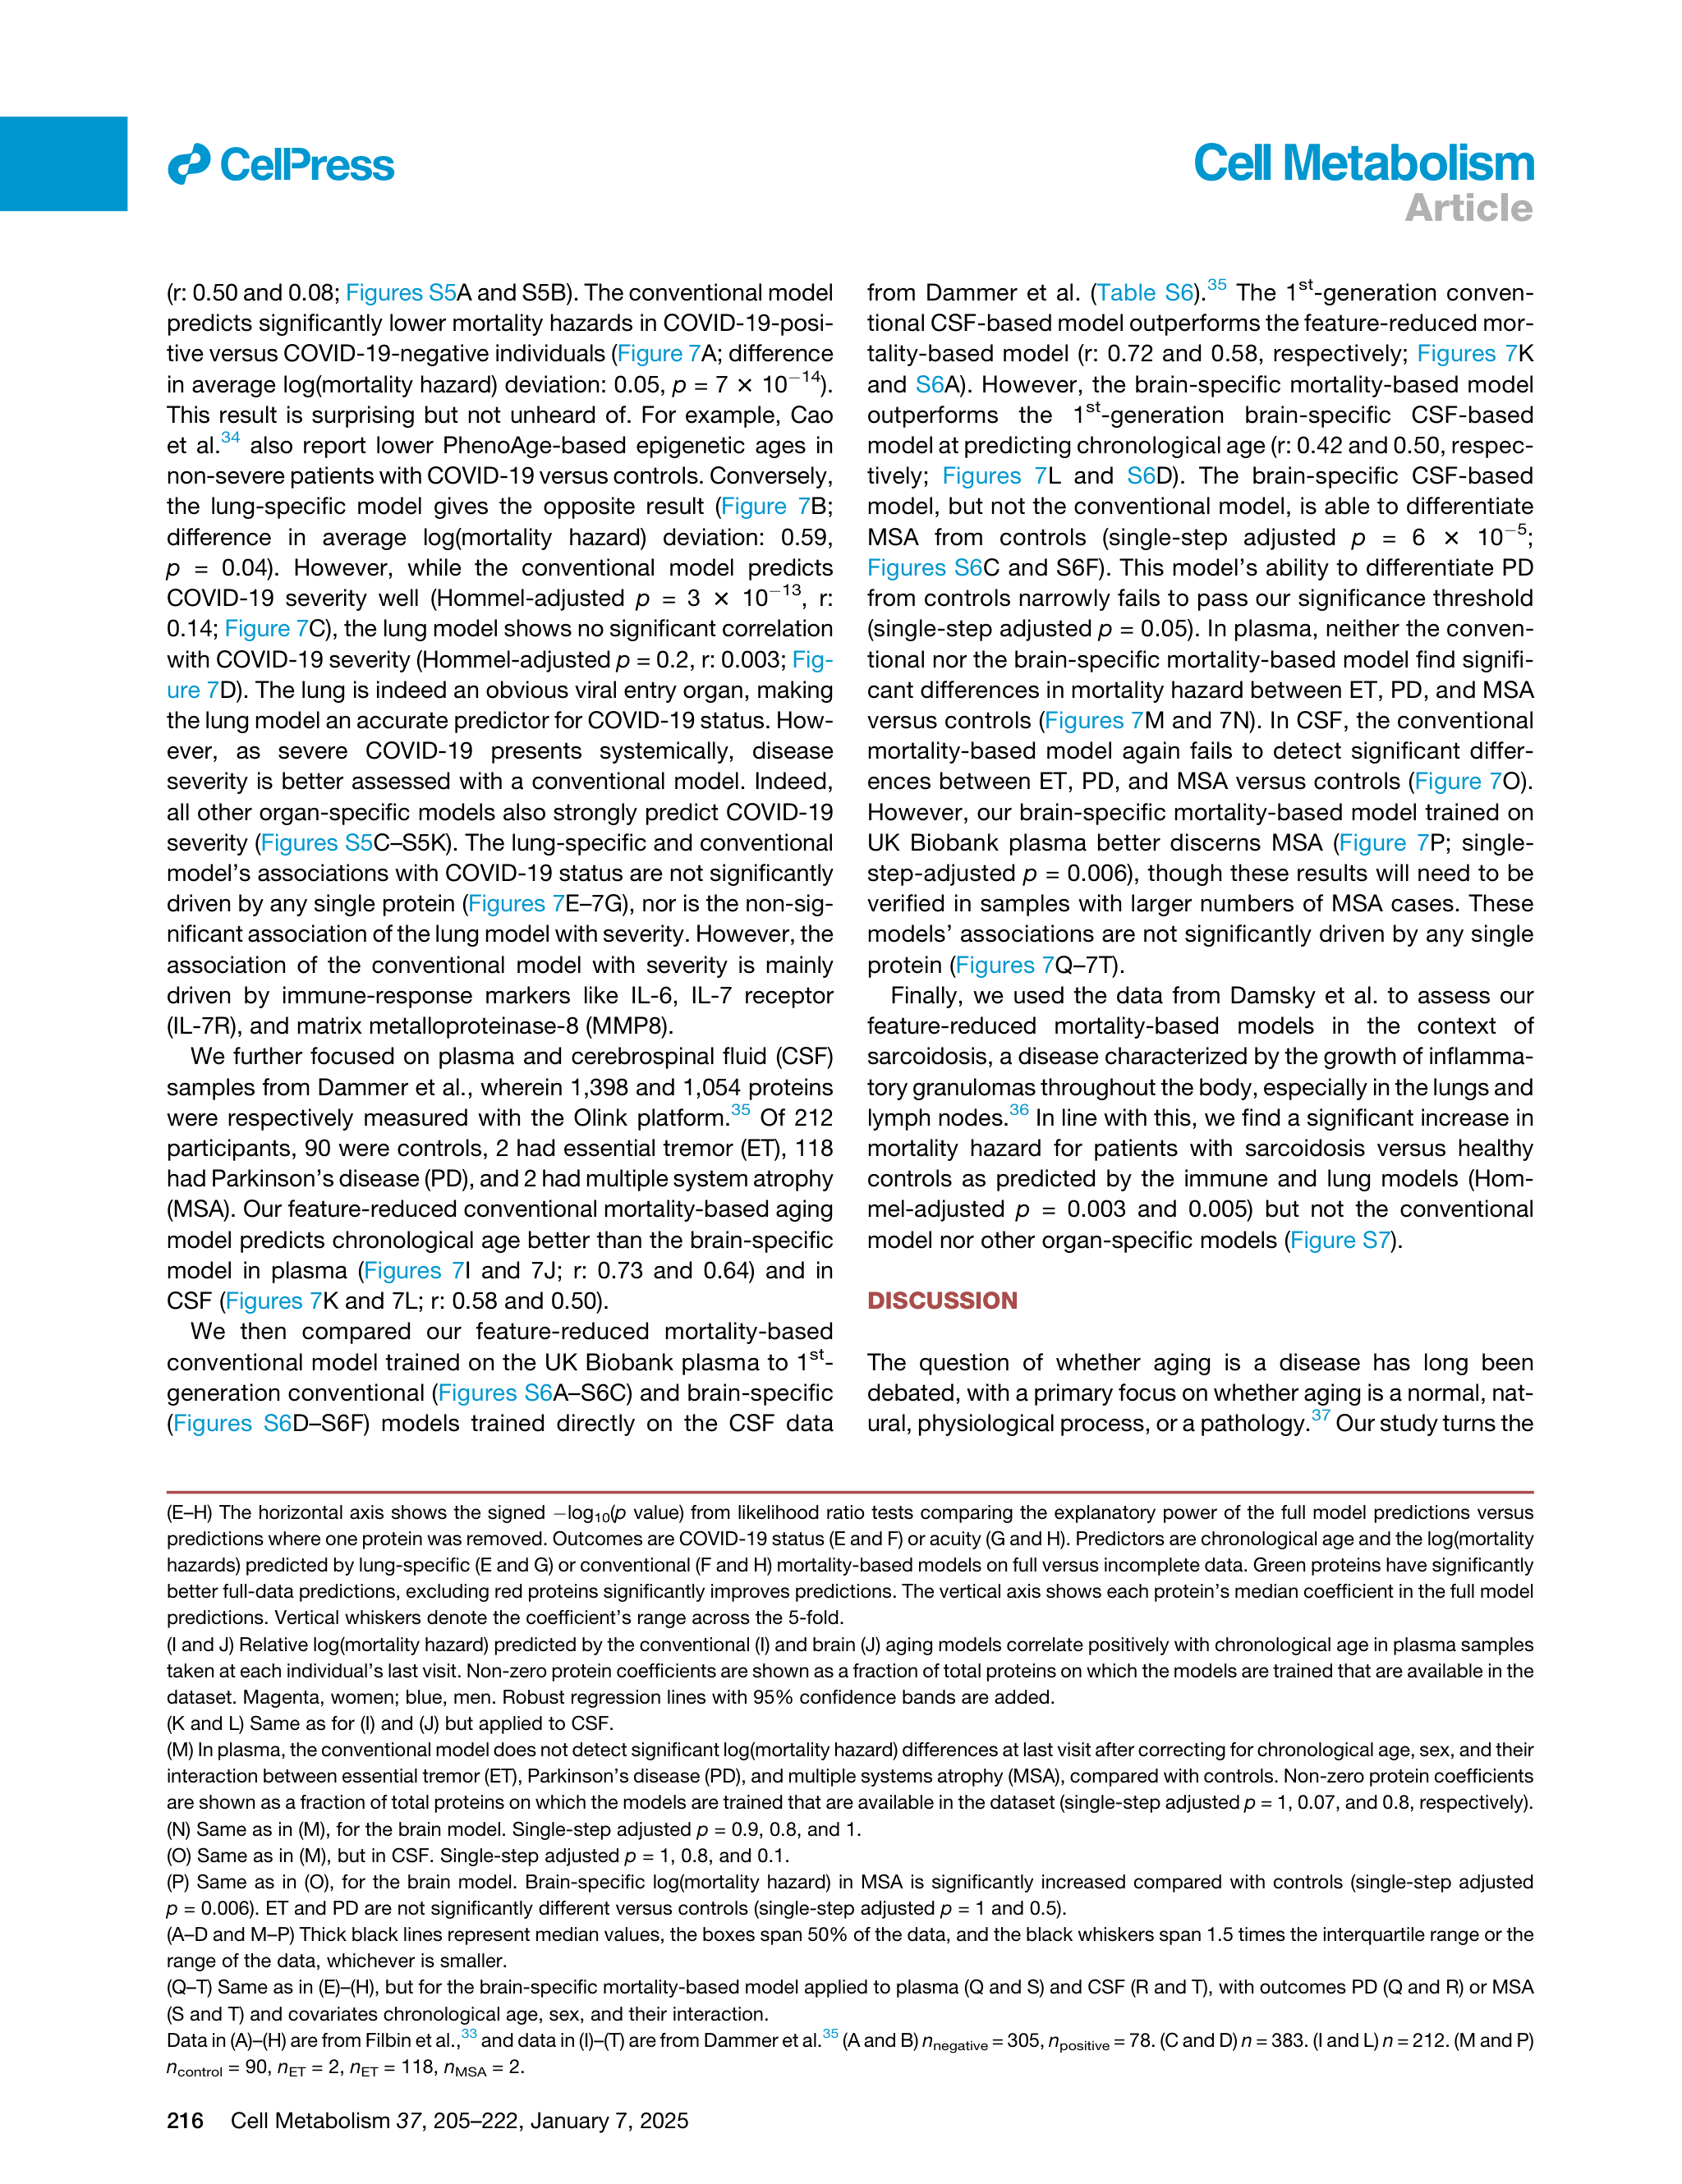 CellPress
Cell Metabolism
Article
(r: 0.50 and 0.08; Figures S5A and S5B). The conventional model
predicts significantly lower mortality hazards in COVID-19-posi-
tive versus COVID-19-negative individuals (Figure 7A; difference
in average log(mortality hazard) deviation: 0.05, p = 7 × 10−14).
This result is surprising but not unheard of. For example, Cao
et al.34 also report lower PhenoAge-based epigenetic ages in
non-severe patients with COVID-19 versus controls. Conversely,
the lung-specific model gives the opposite result (Figure 7B;
difference in average log(mortality hazard) deviation: 0.59,
p = 0.04). However, while the conventional model predicts
COVID-19 severity well (Hommel-adjusted p = 3 × 10−13, r:
0.14; Figure 7C), the lung model shows no significant correlation
with COVID-19 severity (Hommel-adjusted p = 0.2, r: 0.003; Fig-
ure 7D). The lung is indeed an obvious viral entry organ, making
the lung model an accurate predictor for COVID-19 status. How-
ever, as severe COVID-19 presents systemically, disease
severity is better assessed with a conventional model. Indeed,
all other organ-specific models also strongly predict COVID-19
severity (Figures S5C–S5K). The lung-specific and conventional
model's associations with COVID-19 status are not significantly
driven by any single protein (Figures 7E–7G), nor is the non-sig-
nificant association of the lung model with severity. However, the
association of the conventional model with severity is mainly
driven by immune-response markers like IL-6, IL-7 receptor
(IL-7R), and matrix metalloproteinase-8 (MMP8).
We further focused on plasma and cerebrospinal fluid (CSF)
samples from Dammer et al., wherein 1,398 and 1,054 proteins
were respectively measured with the Olink platform.35 Of 212
participants, 90 were controls, 2 had essential tremor (ET), 118
had Parkinson's disease (PD), and 2 had multiple system atrophy
(MSA). Our feature-reduced conventional mortality-based aging
model predicts chronological age better than the brain-specific
model in plasma (Figures 7I and 7J; r: 0.73 and 0.64) and in
CSF (Figures 7K and 7L; r: 0.58 and 0.50).
We then compared our feature-reduced mortality-based
conventional model trained on the UK Biobank plasma to 1st-
generation conventional (Figures S6A–S6C) and brain-specific
(Figures S6D–S6F) models trained directly on the CSF data
from Dammer et al. (Table S6).35 The 1st-generation conven-
tional CSF-based model outperforms the feature-reduced mor-
tality-based model (r: 0.72 and 0.58, respectively; Figures 7K
and S6A). However, the brain-specific mortality-based model
outperforms the 1st-generation brain-specific CSF-based
model at predicting chronological age (r: 0.42 and 0.50, respec-
tively; Figures 7L and S6D). The brain-specific CSF-based
model, but not the conventional model, is able to differentiate
MSA from controls (single-step adjusted p = 6 × 10−5;
Figures S6C and S6F). This model's ability to differentiate PD
from controls narrowly fails to pass our significance threshold
(single-step adjusted p = 0.05). In plasma, neither the conven-
tional nor the brain-specific mortality-based model find signifi-
cant differences in mortality hazard between ET, PD, and MSA
versus controls (Figures 7M and 7N). In CSF, the conventional
mortality-based model again fails to detect significant differ-
ences between ET, PD, and MSA versus controls (Figure 7O).
However, our brain-specific mortality-based model trained on
UK Biobank plasma better discerns MSA (Figure 7P; single-
step-adjusted p = 0.006), though these results will need to be
verified in samples with larger numbers of MSA cases. These
models' associations are not significantly driven by any single
protein (Figures 7Q–7T).
Finally, we used the data from Damsky et al. to assess our
feature-reduced mortality-based models in the context of
sarcoidosis, a disease characterized by the growth of inflamma-
tory granulomas throughout the body, especially in the lungs and
lymph nodes.36 In line with this, we find a significant increase in
mortality hazard for patients with sarcoidosis versus healthy
controls as predicted by the immune and lung models (Hom-
mel-adjusted p = 0.003 and 0.005) but not the conventional
model nor other organ-specific models (Figure S7).
DISCUSSION
The question of whether aging is a disease has long been
debated, with a primary focus on whether aging is a normal, nat-
ural, physiological process, or a pathology.37 Our study turns the
(E–H) The horizontal axis shows the signed −log10(p value) from likelihood ratio tests comparing the explanatory power of the full model predictions versus
predictions where one protein was removed. Outcomes are COVID-19 status (E and F) or acuity (G and H). Predictors are chronological age and the log(mortality
hazards) predicted by lung-specific (E and G) or conventional (F and H) mortality-based models on full versus incomplete data. Green proteins have significantly
better full-data predictions, excluding red proteins significantly improves predictions. The vertical axis shows each protein's median coefficient in the full model
predictions. Vertical whiskers denote the coefficient's range across the 5-fold.
(I and J) Relative log(mortality hazard) predicted by the conventional (I) and brain (J) aging models correlate positively with chronological age in plasma samples
taken at each individual's last visit. Non-zero protein coefficients are shown as a fraction of total proteins on which the models are trained that are available in the
dataset. Magenta, women; blue, men. Robust regression lines with 95% confidence bands are added.
(K and L) Same as for (I) and (J) but applied to CSF.
(M) In plasma, the conventional model does not detect significant log(mortality hazard) differences at last visit after correcting for chronological age, sex, and their
interaction between essential tremor (ET), Parkinson's disease (PD), and multiple systems atrophy (MSA), compared with controls. Non-zero protein coefficients
are shown as a fraction of total proteins on which the models are trained that are available in the dataset (single-step adjusted p = 1, 0.07, and 0.8, respectively).
(N) Same as in (M), for the brain model. Single-step adjusted p = 0.9, 0.8, and 1.
(O) Same as in (M), but in CSF. Single-step adjusted p = 1, 0.8, and 0.1.
(P) Same as in (O), for the brain model. Brain-specific log(mortality hazard) in MSA is significantly increased compared with controls (single-step adjusted
p = 0.006). ET and PD are not significantly different versus controls (single-step adjusted p = 1 and 0.5).
(A–D and M–P) Thick black lines represent median values, the boxes span 50% of the data, and the black whiskers span 1.5 times the interquartile range or the
range of the data, whichever is smaller.
(Q–T) Same as in (E)–(H), but for the brain-specific mortality-based model applied to plasma (Q and S) and CSF (R and T), with outcomes PD (Q and R) or MSA
(S and T) and covariates chronological age, sex, and their interaction.
Data in (A)–(H) are from Filbin et al.,33 and data in (I)–(T) are from Dammer et al.35 (A and B) nnegative = 305, npositive = 78. (C and D) n = 383. (I and L) n = 212. (M and P)
ncontrol = 90, nET = 2, nET = 118, nMSA = 2.
216 Cell Metabolism 37, 205–222, January 7, 2025